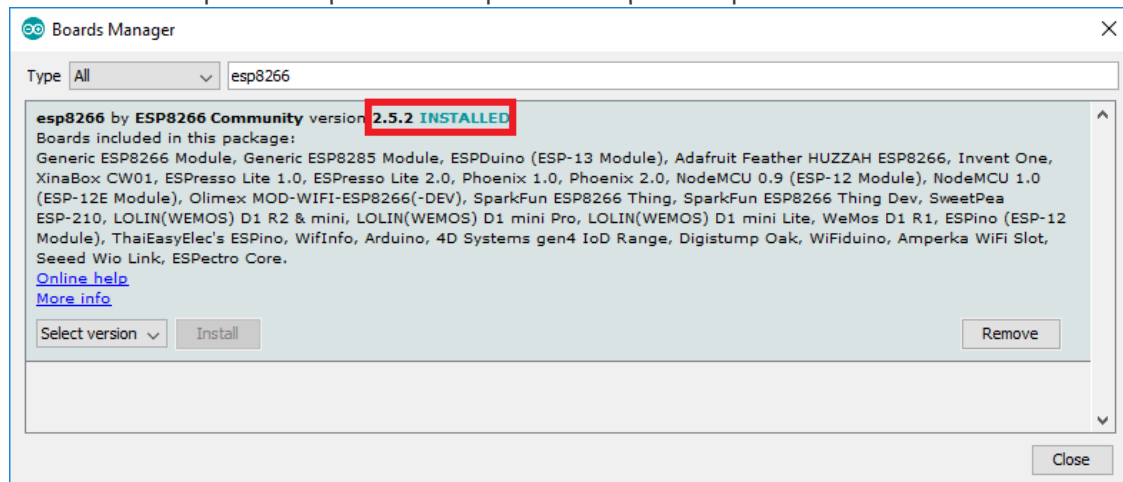 Boards Manager
Type All esp8266
esp8266 by ESP8266 Community version 2.5.2 INSTALLED
Boards included in this package:
Generic ESP8266 Module, Generic ESP8285 Module, ESPDuino (ESP-13 Module), Adafruit Feather HUZZAH ESP8266, Invent One,
XinaBox CW01, ESPresso Lite 1.0, ESPresso Lite 2.0, Phoenix 1.0, Phoenix 2.0, NodeMCU 0.9 (ESP-12 Module), NodeMCU 1.0
(ESP-12E Module), Olimex MOD-WIFI-ESP8266(-DEV), SparkFun ESP8266 Thing, SparkFun ESP8266 Thing Dev, SweetPea
ESP-210, LOLIN(WEMOS) D1 R2 & mini, LOLIN(WEMOS) D1 mini Pro, LOLIN(WEMOS) D1 mini Lite, WeMos D1 R1, ESPino (ESP-12
Module), ThaiEasyElec's ESPino, WifInfo, Arduino, 4D Systems gen4 IoD Range, Digistump Oak, WiFiduino, Amperka WiFi Slot,
Seeed Wio Link, ESPectro Core.
Online help
More info
Select version Install Remove
Close